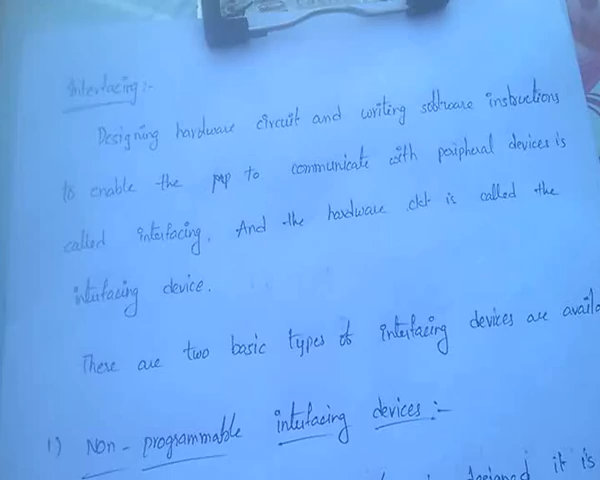 Interfacing:-
Designing hardware circuit and writing software instructions
to enable the μp to communicate with peripheral devices is
called interfacing. And the hardware ckt is called the
interfacing device.
There are two basic types of interfacing devices are
1) Non-programmable interfacing devices:-
designed it is